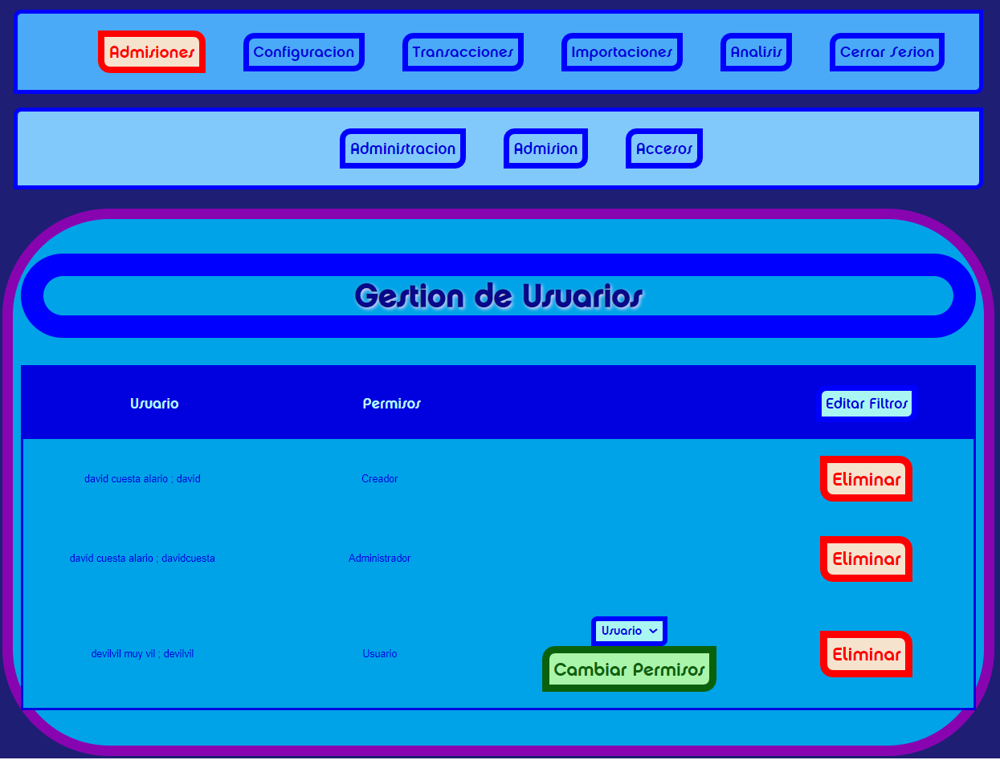 Admisiones Configuracion Transacciones Importaciones Analisis Cerrar Sesion
Administracion Admision Accesos
Gestion de Usuarios
Usuario Permisos Editar Filtros
david cuesta alario ; david Creador Eliminar
david cuesta alario ; davidcuesta Administrador Eliminar
Usuario
devilvil muy vil ; devilvil Usuario Cambiar Permisos Eliminar